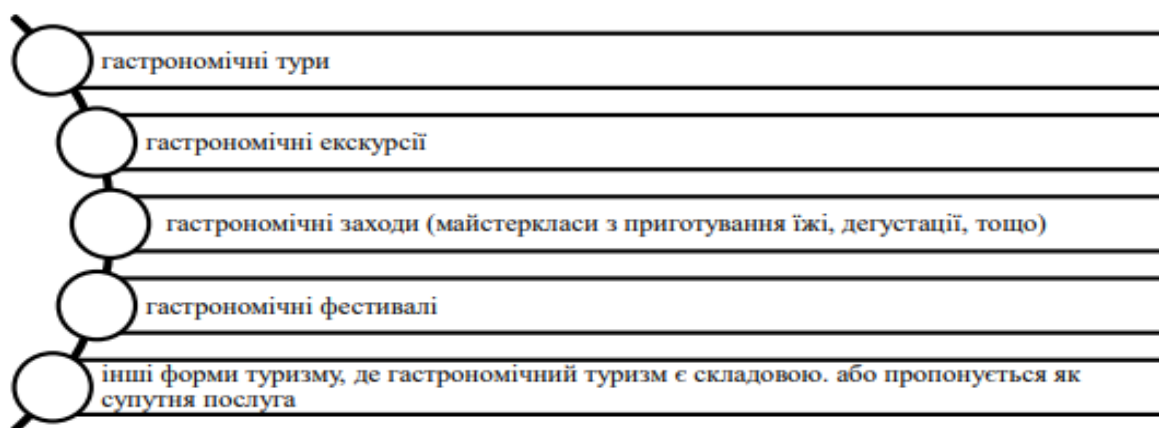 гастрономічні тури
гастрономічні екскурсії
гастрономічні заходи (майстеркласи з приготування їжі, дегустації, тощо)
гастрономічні фестивалі
інші форми туризму, де гастрономічний туризм є складовою. або пропонується як
супутня послуга